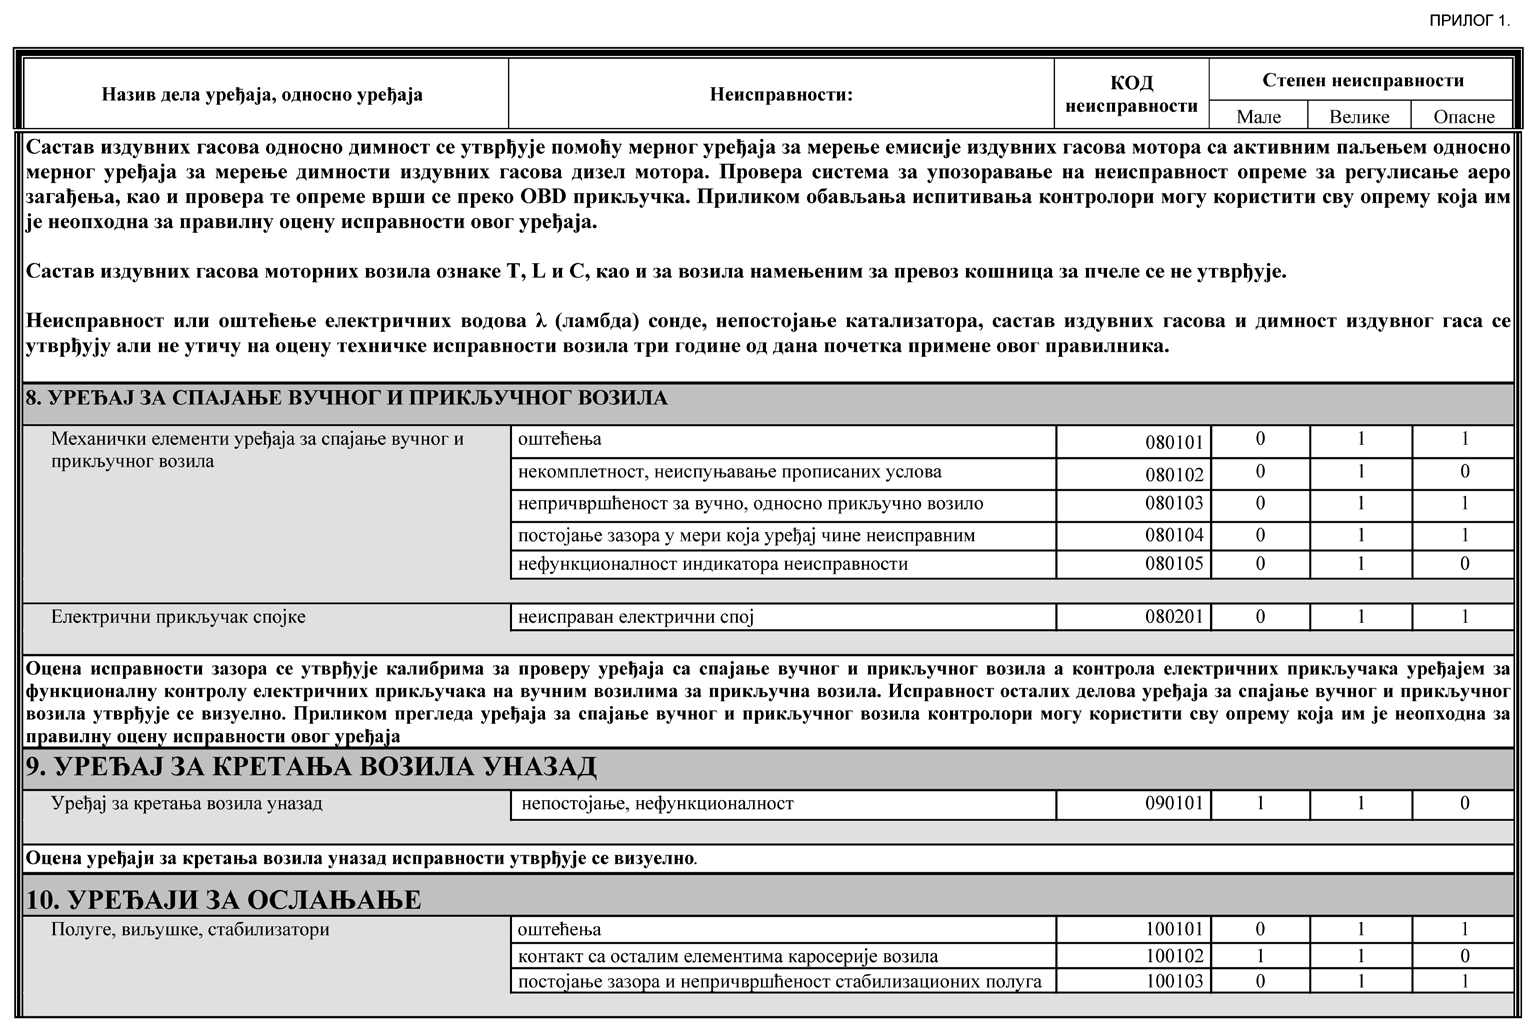 ПРИЛОГ 1.
Назив дела уређаја, односно уређаја
Неисправности:
КОД
неисправности
Степен неисправности
Мале Велике Опасне
Састав издувних гасова односно димност се утврђује помоћу мерног уређаја за мерење емисије издувних гасова мотора са активним паљењем односно
мерног уређаја за мерење димности издувних гасова дизел мотора. Провера система за упозоравање на неисправност опреме за регулисање аеро
загађења, као и провера те опреме врши се преко OBD прикључка. Приликом обављања испитивања контролори могу користити сву опрему која им
је неопходна за правилну оцену исправности овог уређаја.
Састав издувних гасова моторних возила ознаке T, L и C, као и за возила намењеним за превоз кошница за пчеле се не утврђује.
Неисправност или оштећење електричних водова λ (ламбда) сонде, непостојање катализатора, састав издувних гасова и димност издувног гаса се
утврђују али не утичу на оцену техничке исправности возила три године од дана почетка примене овог правилника.
8. УРЕЂАЈ ЗА СПАЈАЊЕ ВУЧНОГ И ПРИКЉУЧНОГ ВОЗИЛА
Механички елементи уређаја за спајање вучног и
прикључног возила
оштећења 080101 0 1 1
некомплетност, неиспуњавање прописаних услова 080102 0 1 0
непричвршћеност за вучно, односно прикључно возило 080103 0 1 1
постојање зазора у мери која уређај чине неисправним 080104 0 1 1
нефункционалност индикатора неисправности 080105 0 1 0
Електрични прикључак спојке неисправан електрични спој 080201 0 1 1
Оцена исправности зазора се утврђује калибрима за проверу уређаја са спајање вучног и прикључног возила а контрола електричних прикључака уређајем за
функционалну контролу електричних прикључака на вучним возилима за прикључна возила. Исправност осталих делова уређаја за спајање вучног и прикључног
возила утврђује се визуелно. Приликом прегледа уређаја за спајање вучног и прикључног возила контролори могу користити сву опрему која им је неопходна за
правилну оцену исправности овог уређаја
9. УРЕЂАЈ ЗА КРЕТАЊА ВОЗИЛА УНАЗАД
Уређај за кретања возила уназад непостојање, нефункционалност 090101 1 1 0
Оцена уређаји за кретања возила уназад исправности утврђује се визуелно.
10. УРЕЂАЈИ ЗА ОСЛАЊАЊЕ
Полуге, виљушке, стабилизатори оштећења 100101 0 1 1
контакт са осталим елементима каросерије возила 100102 1 1 0
постојање зазора и непричвршћеност стабилизационих полуга 100103 0 1 1